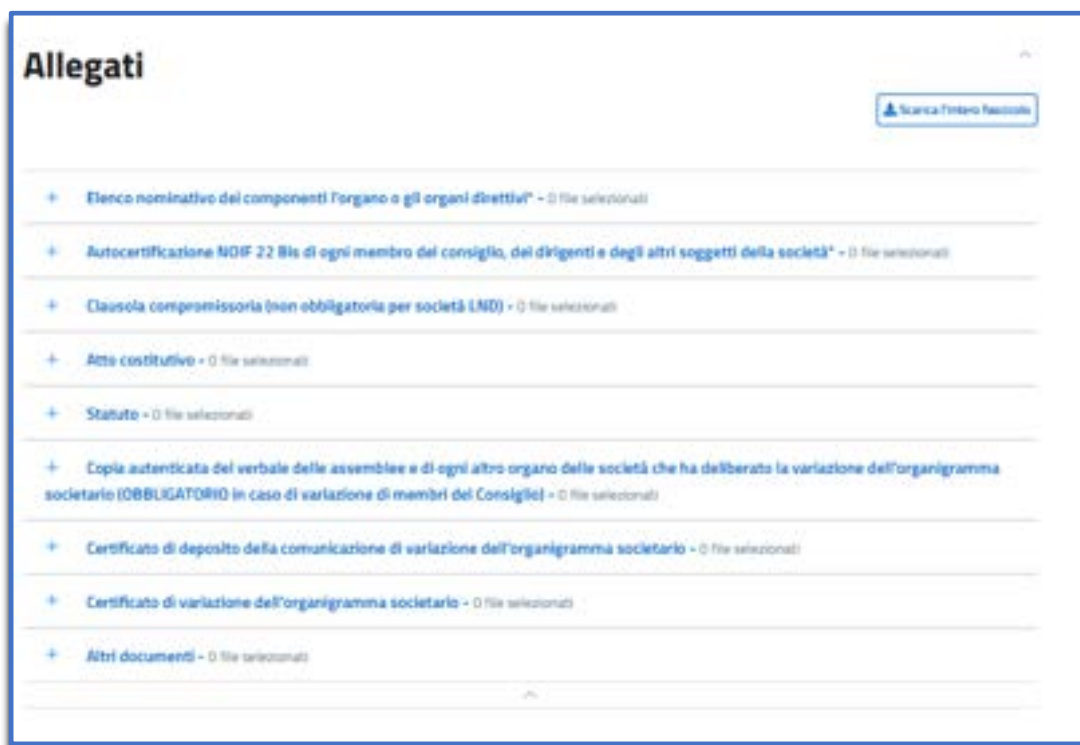 Allegati
Scarica l'intero fascicolo
+ Elenco nominativo dei componenti l'organo o gli organi direttivi* - 0 file selezionati
+ Autocertificazione NOIF 22 Bis di ogni membro del consiglio, dei dirigenti e degli altri soggetti della società* - 0 file selezionati
+ Clausola compromissoria (non obbligatoria per società LND) - 0 file selezionati
+ Atto costitutivo - 0 file selezionati
+ Statuto - 0 file selezionati
+ Copia autenticata del verbale delle assemblee e di ogni altro organo delle società che ha deliberato la variazione dell'organigramma
societario (OBBLIGATORIO in caso di variazione di membri del Consiglio) - 0 file selezionati
+ Certificato di deposito della comunicazione di variazione dell'organigramma societario - 0 file selezionati
+ Certificato di variazione dell'organigramma societario - 0 file selezionati
+ Altri documenti - 0 file selezionati